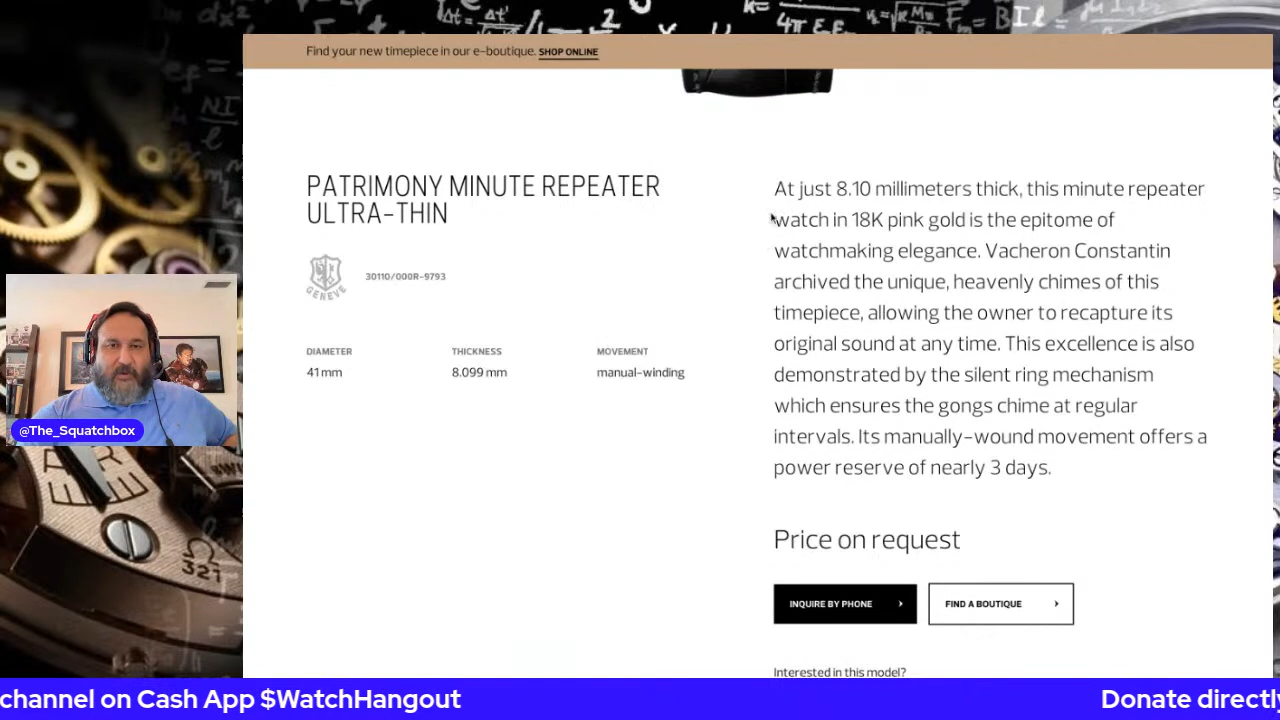 Find your new timepiece in our e-boutique. SHOP ONLINE
PATRIMONY MINUTE REPEATER
ULTRA-THIN
GENEVE
30110/000R-9793
DIAMETER
41 mm
THICKNESS
8.099 mm
MOVEMENT
manual-winding
At just 8.10 millimeters thick, this minute repeater
watch in 18K pink gold is the epitome of
watchmaking elegance. Vacheron Constantin
archived the unique, heavenly chimes of this
timepiece, allowing the owner to recapture its
original sound at any time. This excellence is also
demonstrated by the silent ring mechanism
which ensures the gongs chime at regular
intervals. Its manually-wound movement offers a
power reserve of nearly 3 days.
Price on request
INQUIRE BY PHONE
FIND A BOUTIQUE
Interested in this model?
@The_Squatchbox
321
channel on Cash App $WatchHangout
Donate directly